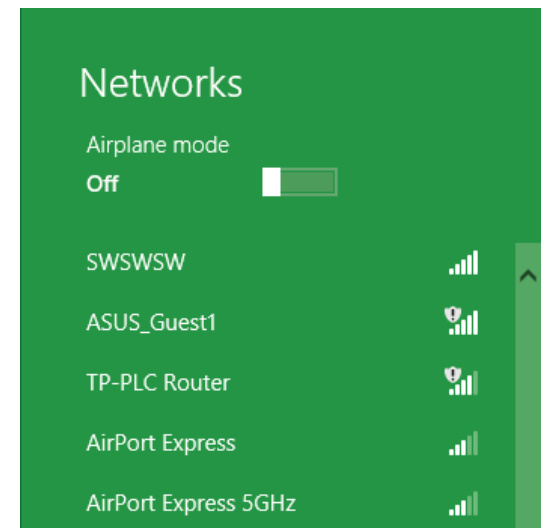 Networks
Airplane mode
Off
SWSWSW
ASUS_Guest1
TP-PLC Router
AirPort Express
AirPort Express 5GHz